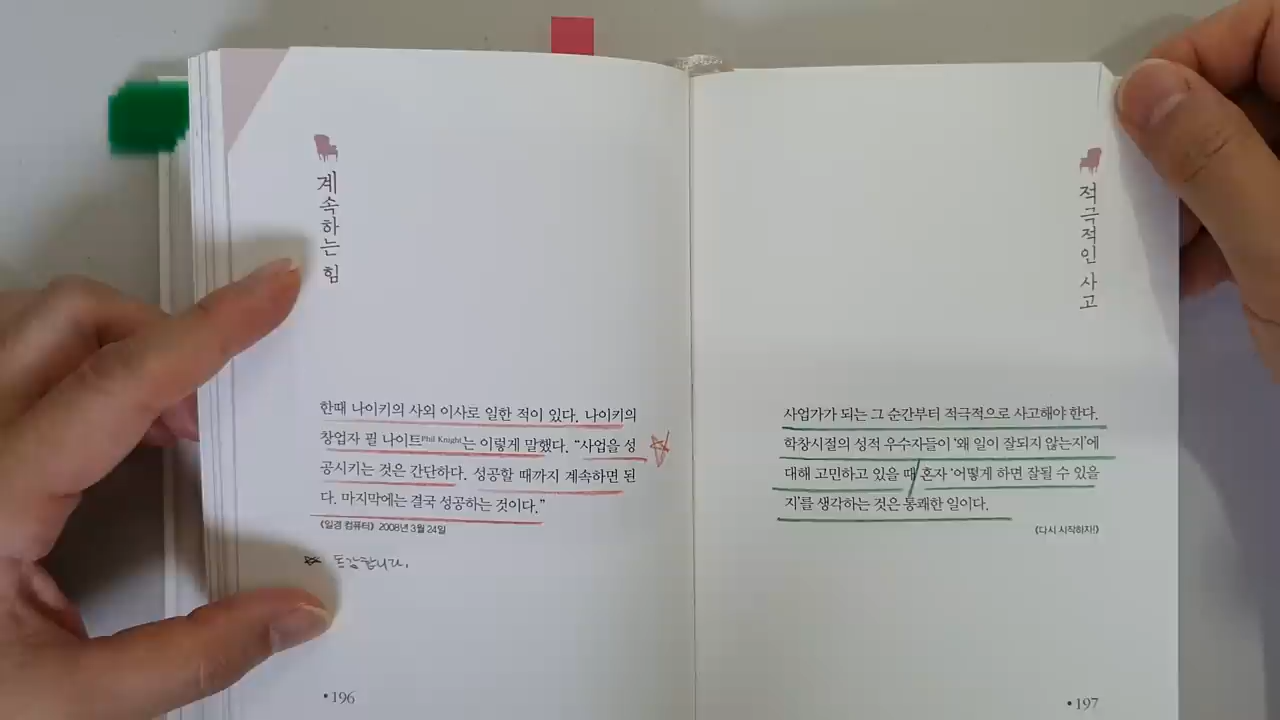 계속하는 힘
한때 나이키의 사외 이사로 일한 적이 있다. 나이키의
창업자 필 나이트Phil Knight는 이렇게 말했다. “사업을 성
공시키는 것은 간단하다. 성공할 때까지 계속하면 된
다. 마지막에는 결국 성공하는 것이다.”
《일경 컴퓨터》 2008년 3월 24일
동감합니다.
•196
적극적인 사고
사업가가 되는 그 순간부터 적극적으로 사고해야 한다.
학창시절의 성적 우수자들이 ‘왜 일이 잘되지 않는지’에
대해 고민하고 있을 때 혼자 ‘어떻게 하면 잘될 수 있을
지’를 생각하는 것은 통쾌한 일이다.
《다시 시작하자!》
•197